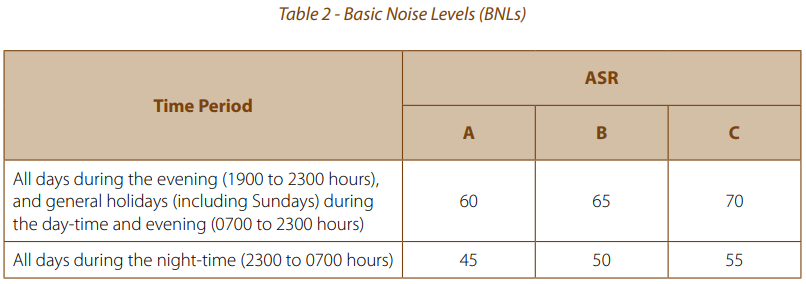 Table 2 - Basic Noise Levels (BNLs)
Time Period
ASR
A
B
C
All days during the evening (1900 to 2300 hours),
and general holidays (including Sundays) during
the day-time and evening (0700 to 2300 hours)
60
65
70
All days during the night-time (2300 to 0700 hours)
45
50
55